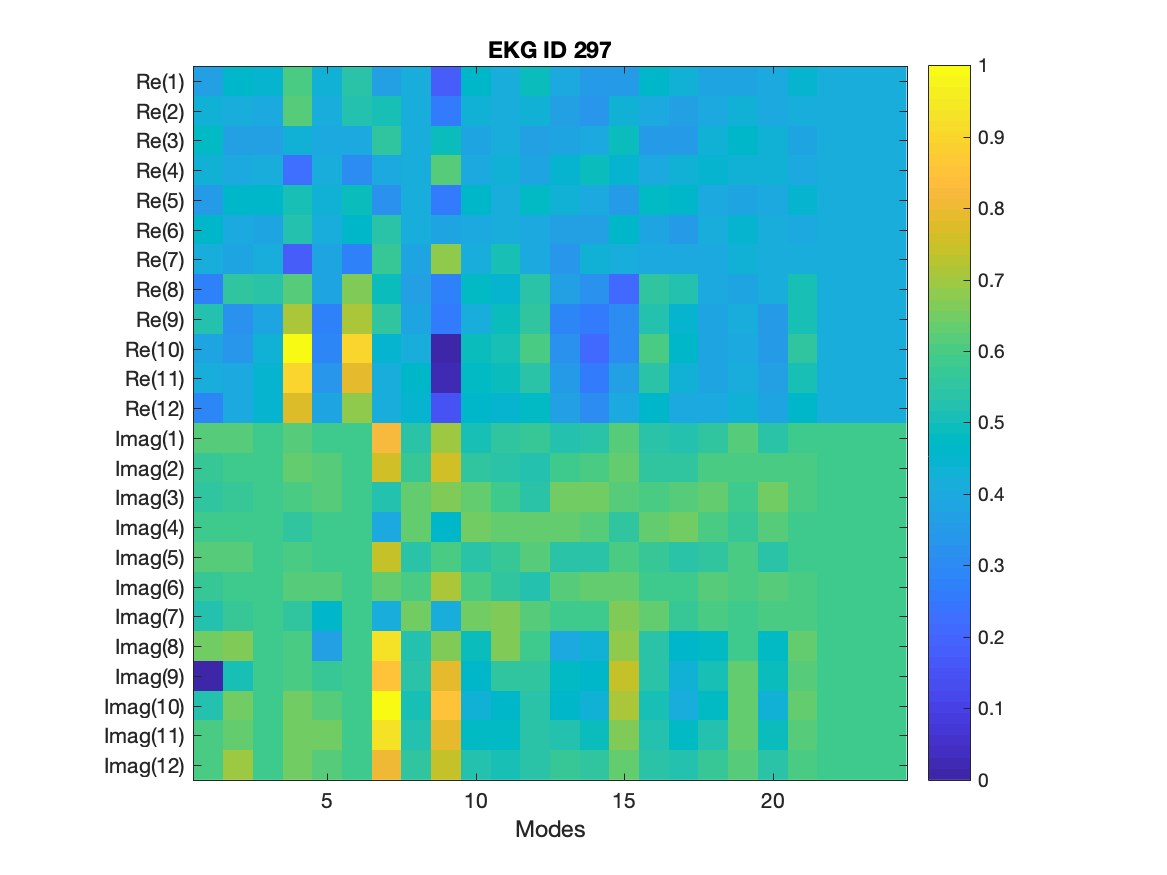 EKG ID 297
Re(1)
Re(2)
Re(3)
Re(4)
Re(5)
Re(6)
Re(7)
Re(8)
Re(9)
Re(10)
Re(11)
Re(12)
Imag(1)
Imag(2)
Imag(3)
Imag(4)
Imag(5)
Imag(6)
Imag(7)
Imag(8)
Imag(9)
Imag(10)
Imag(11)
Imag(12)
5 10 15 20
Modes
1
0.9
0.8
0.7
0.6
0.5
0.4
0.3
0.2
0.1
0